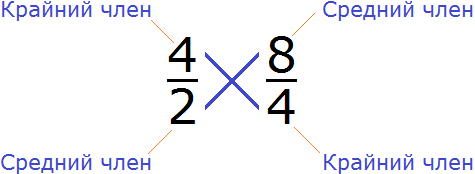 Крайний член Средний член
4 8
2 4
Средний член Крайний член